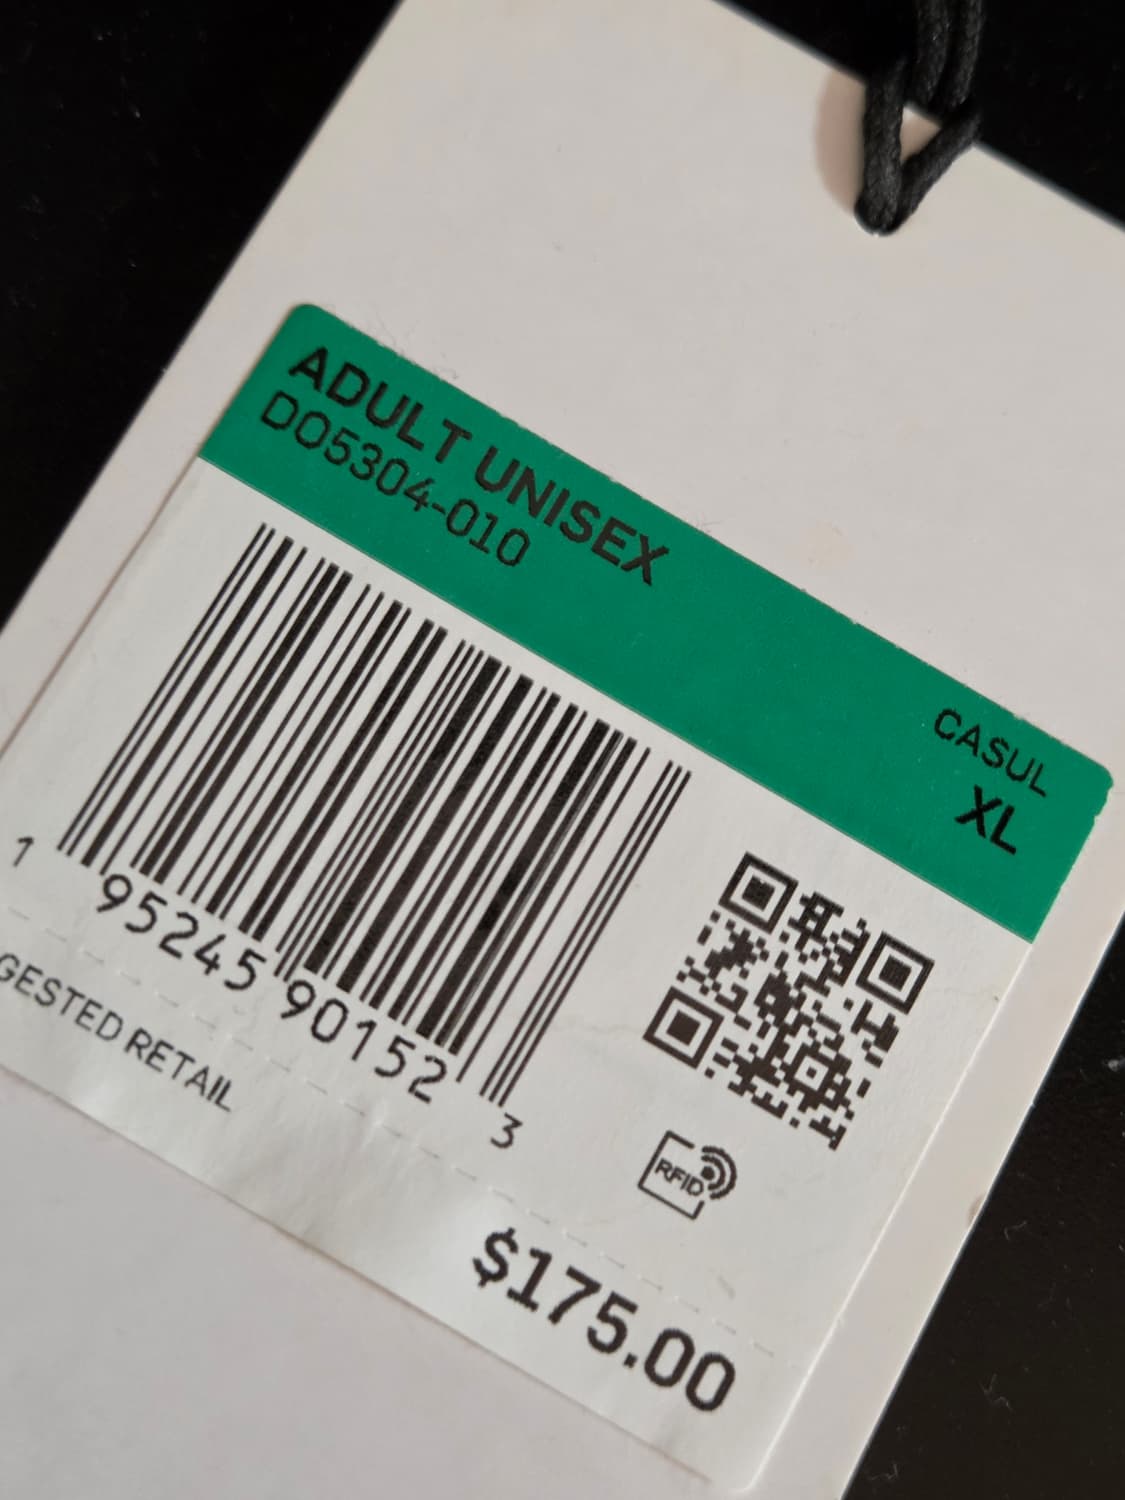 ADULT UNISEX
DO5304-010
CASUL
XL
1 95245 90152 3
RFID
GESTED RETAIL
$175.00